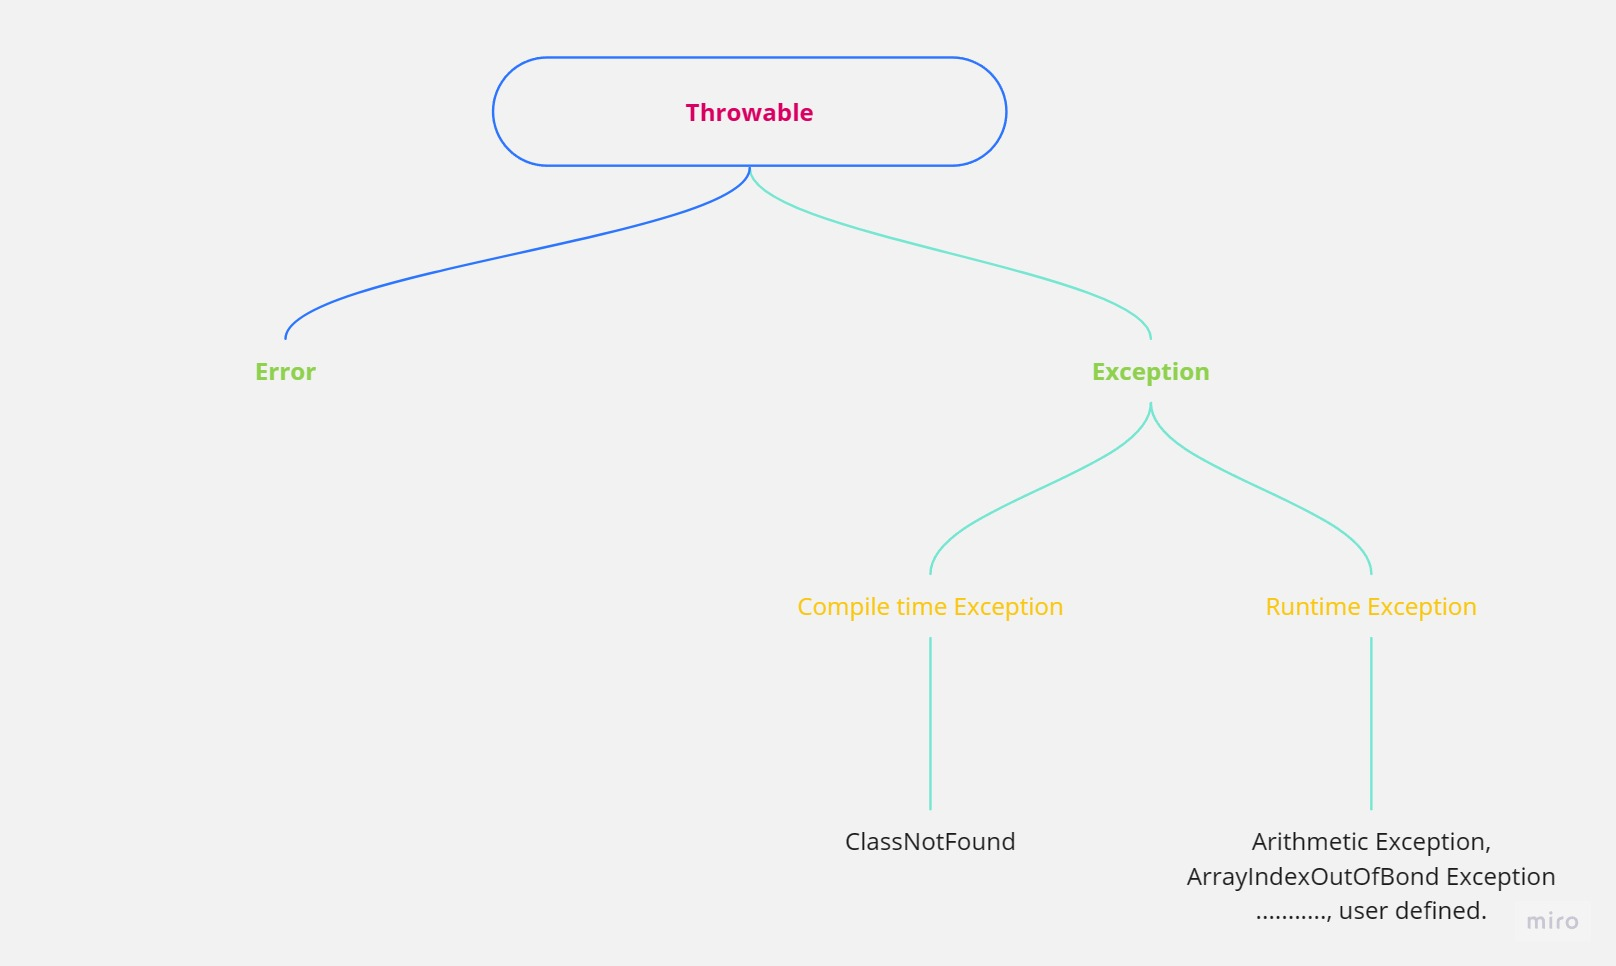 Throwable
Error
Exception
Compile time Exception
Runtime Exception
ClassNotFound
Arithmetic Exception,
ArrayIndexOutOfBond Exception
..........., user defined.
miro